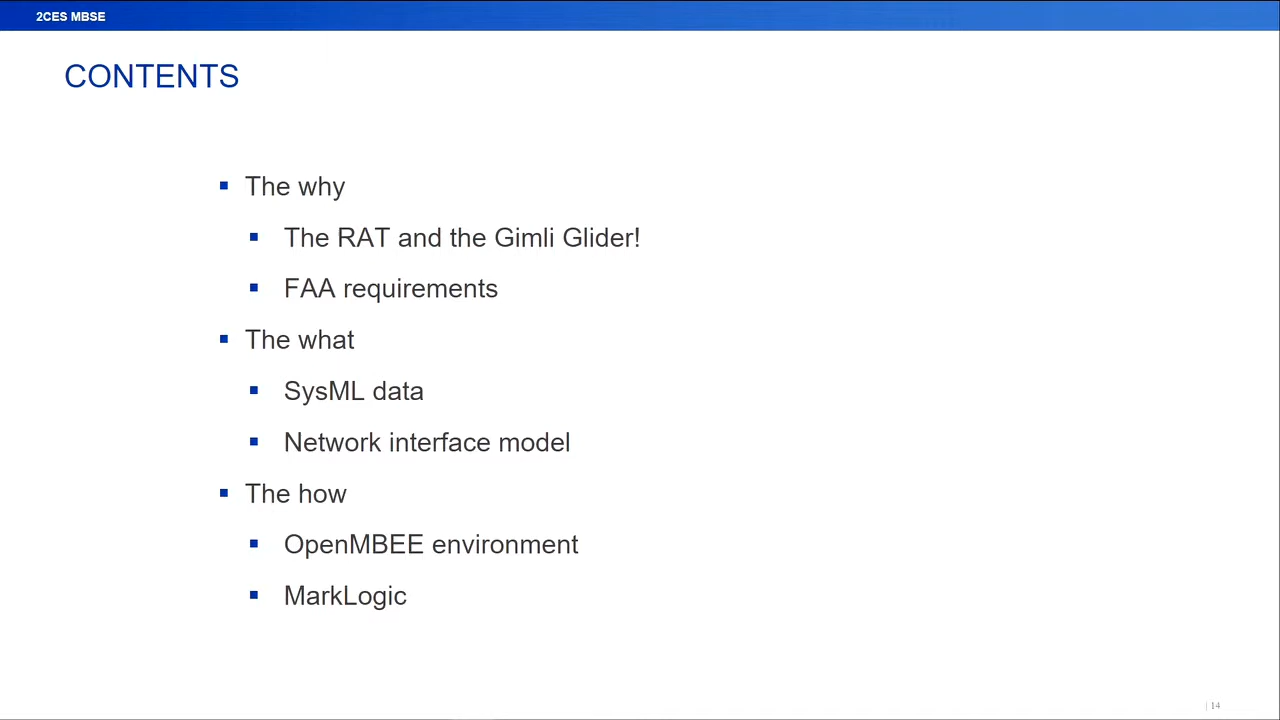 2CES MBSE
CONTENTS
▪ The why
▪ The RAT and the Gimli Glider!
▪ FAA requirements
▪ The what
▪ SysML data
▪ Network interface model
▪ The how
▪ OpenMBEE environment
▪ MarkLogic
| 14